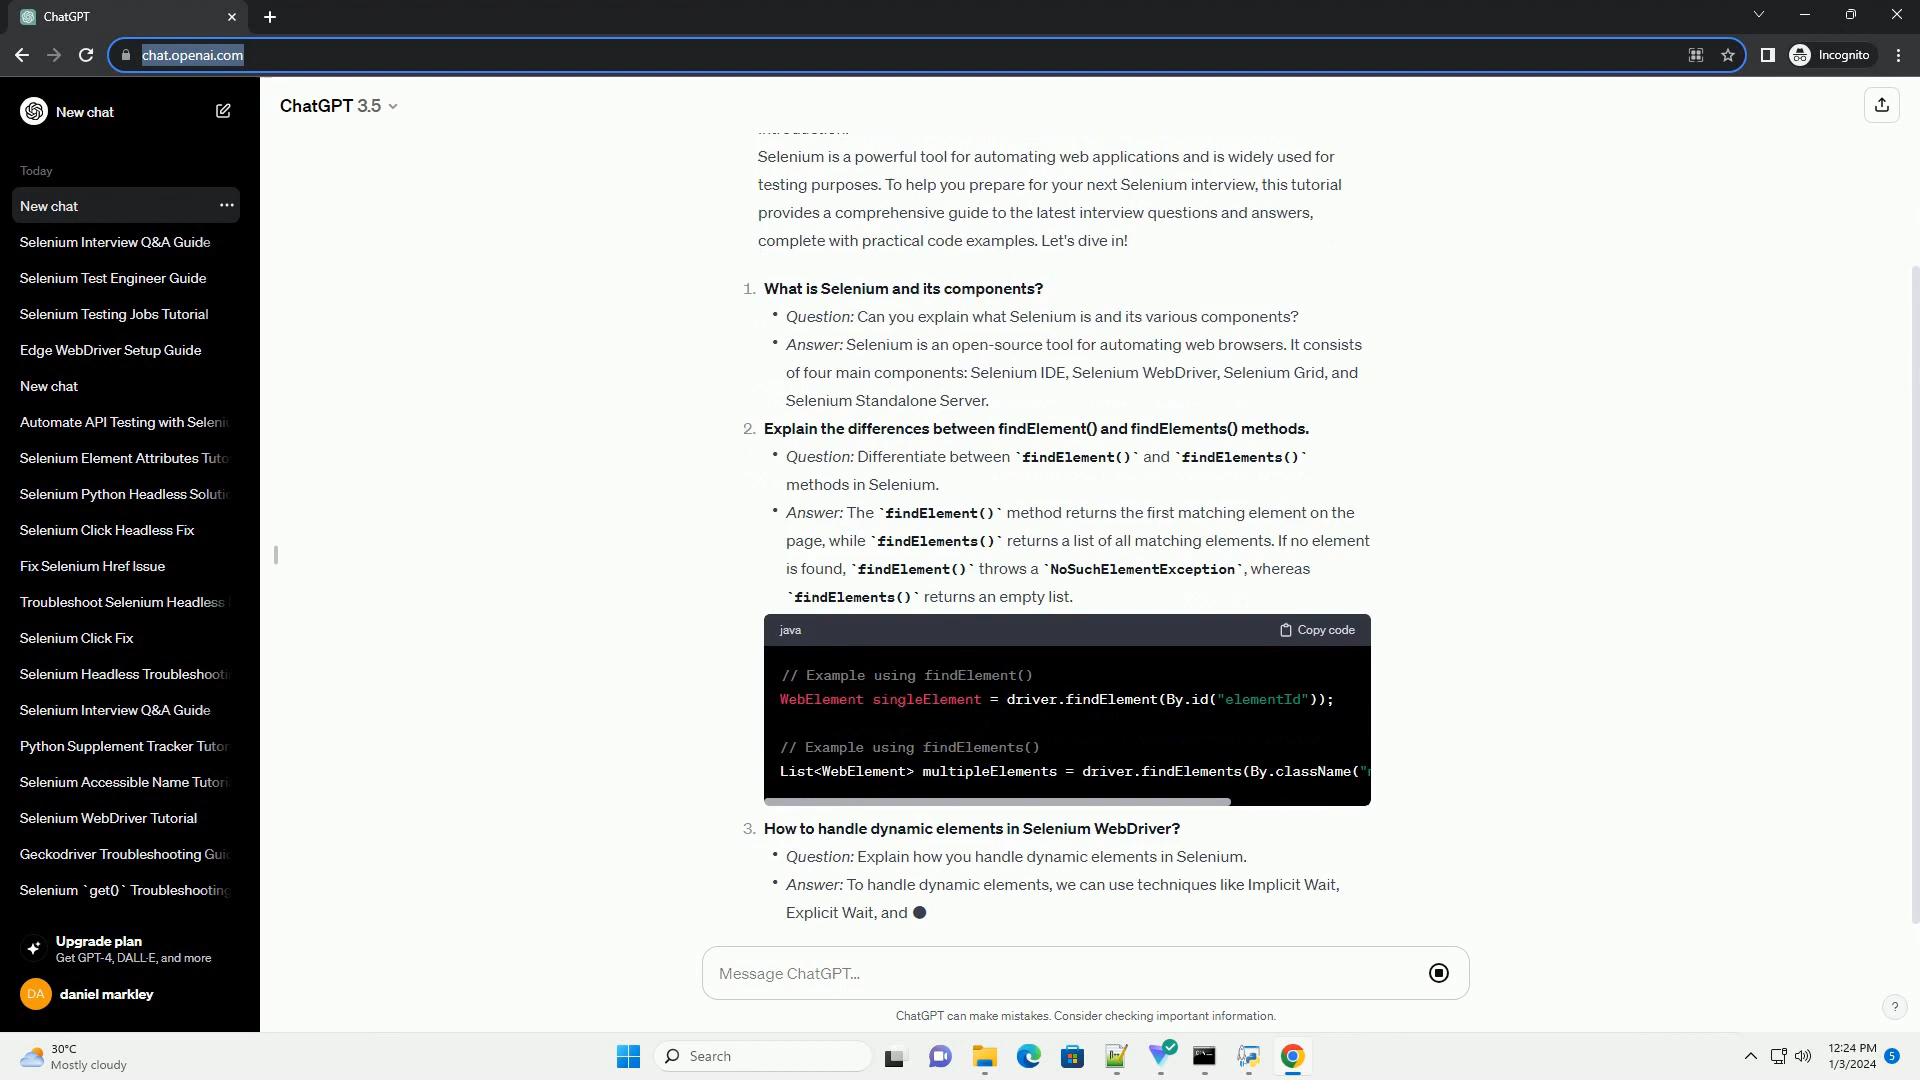 ChatGPT
chat.openai.com
Incognito
New chat
ChatGPT 3.5
Today
New chat
Selenium Interview Q&A Guide
Selenium Test Engineer Guide
Selenium Testing Jobs Tutorial
Edge WebDriver Setup Guide
New chat
Automate API Testing with Seleni
Selenium Element Attributes Tuto
Selenium Python Headless Soluti
Selenium Click Headless Fix
Fix Selenium Href Issue
Troubleshoot Selenium Headless
Selenium Click Fix
Selenium Headless Troubleshooti
Selenium Interview Q&A Guide
Python Supplement Tracker Tutor
Selenium Accessible Name Tutori
Selenium WebDriver Tutorial
Geckodriver Troubleshooting Gui
Selenium `get()` Troubleshooting
Upgrade plan
Get GPT-4, DALL·E, and more
DA
daniel markley
Selenium is a powerful tool for automating web applications and is widely used for
testing purposes. To help you prepare for your next Selenium interview, this tutorial
provides a comprehensive guide to the latest interview questions and answers,
complete with practical code examples. Let's dive in!
1. What is Selenium and its components?
• Question: Can you explain what Selenium is and its various components?
• Answer: Selenium is an open-source tool for automating web browsers. It consists
of four main components: Selenium IDE, Selenium WebDriver, Selenium Grid, and
Selenium Standalone Server.
2. Explain the differences between findElement() and findElements() methods.
• Question: Differentiate between `findElement()` and `findElements()`
methods in Selenium.
• Answer: The `findElement()` method returns the first matching element on the
page, while `findElements()` returns a list of all matching elements. If no element
is found, `findElement()` throws a `NoSuchElementException`, whereas
`findElements()` returns an empty list.
java
Copy code
// Example using findElement()
WebElement singleElement = driver.findElement(By.id("elementId"));
// Example using findElements()
List<WebElement> multipleElements = driver.findElements(By.className("
3. How to handle dynamic elements in Selenium WebDriver?
• Question: Explain how you handle dynamic elements in Selenium.
• Answer: To handle dynamic elements, we can use techniques like Implicit Wait,
Explicit Wait, and
Message ChatGPT...
ChatGPT can make mistakes. Consider checking important information.
?
30°C
Mostly cloudy
Search
12:24 PM
1/3/2024
5